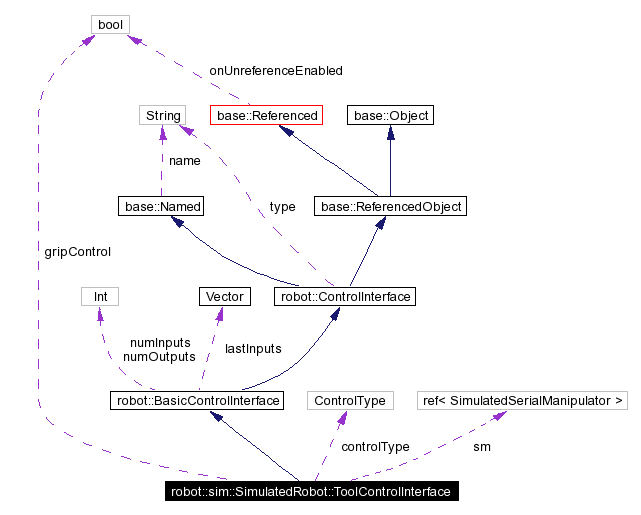 bool
onUnreferenceEnabled
String
base::Referenced
base::Object
name
base::Named
type
base::ReferencedObject
gripControl
Int
Vector
robot::ControlInterface
numInputs
numOutputs
lastInputs
robot::BasicControlInterface
ControlType
ref< SimulatedSerialManipulator >
controlType
sm
robot::sim::SimulatedRobot::ToolControlInterface